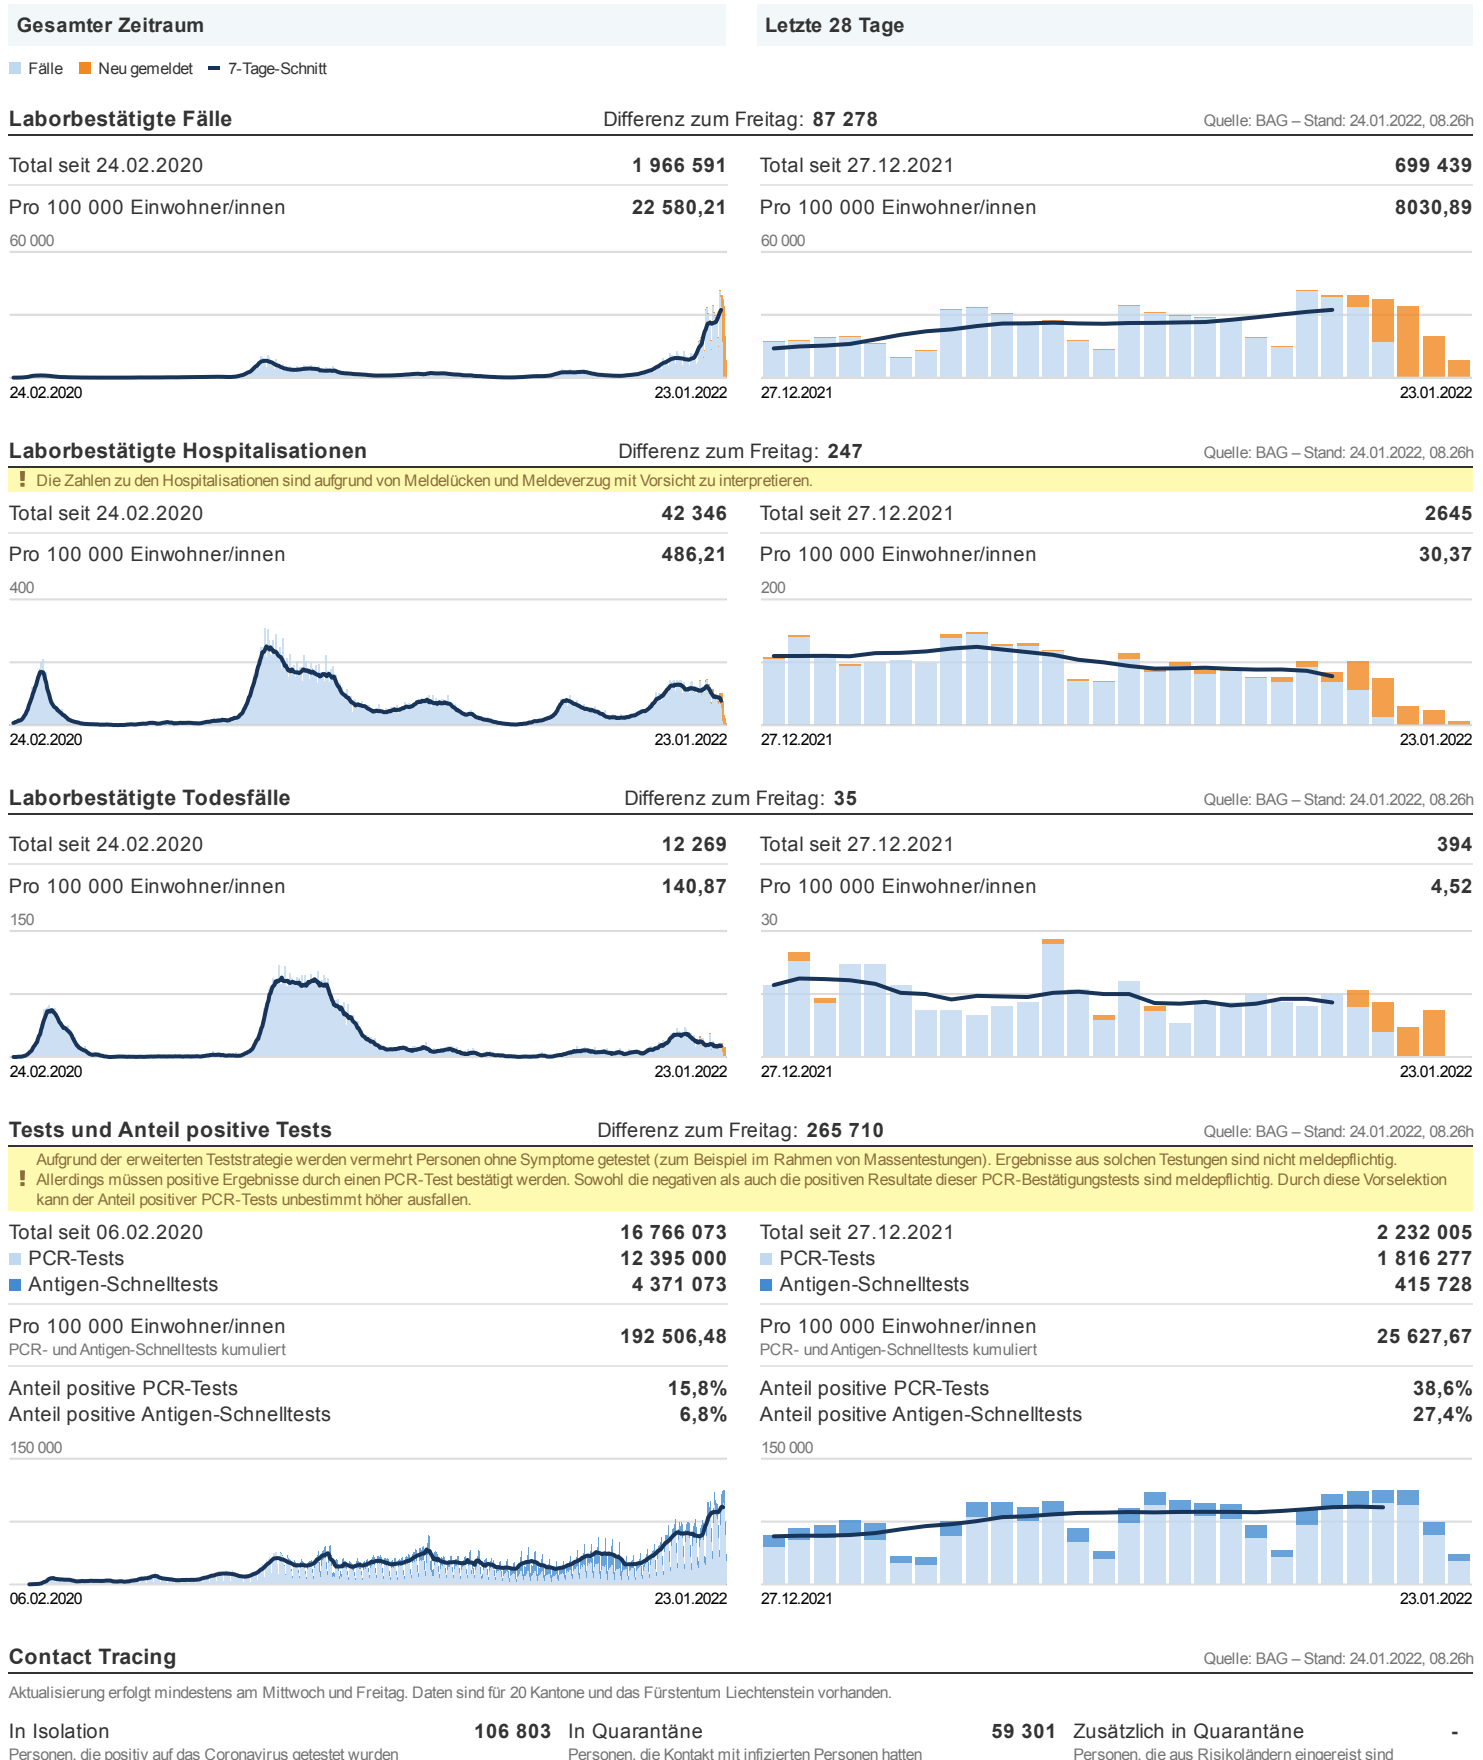 Gesamter Zeitraum
Letzte 28 Tage
Fälle Neu gemeldet 7-Tage-Schnitt
Laborbestätigte Fälle Differenz zum Freitag: 87 278 Quelle: BAG – Stand: 24.01.2022, 08.26h
Total seit 24.02.2020 1 966 591 Total seit 27.12.2021 699 439
Pro 100 000 Einwohner/innen 22 580,21 Pro 100 000 Einwohner/innen 8030,89
60 000 60 000
24.02.2020 23.01.2022 27.12.2021 23.01.2022
Laborbestätigte Hospitalisationen Differenz zum Freitag: 247 Quelle: BAG – Stand: 24.01.2022, 08.26h
! Die Zahlen zu den Hospitalisationen sind aufgrund von Meldelücken und Meldeverzug mit Vorsicht zu interpretieren.
Total seit 24.02.2020 42 346 Total seit 27.12.2021 2645
Pro 100 000 Einwohner/innen 486,21 Pro 100 000 Einwohner/innen 30,37
400 200
24.02.2020 23.01.2022 27.12.2021 23.01.2022
Laborbestätigte Todesfälle Differenz zum Freitag: 35 Quelle: BAG – Stand: 24.01.2022, 08.26h
Total seit 24.02.2020 12 269 Total seit 27.12.2021 394
Pro 100 000 Einwohner/innen 140,87 Pro 100 000 Einwohner/innen 4,52
150 30
24.02.2020 23.01.2022 27.12.2021 23.01.2022
Tests und Anteil positive Tests Differenz zum Freitag: 265 710 Quelle: BAG – Stand: 24.01.2022, 08.26h
Aufgrund der erweiterten Teststrategie werden vermehrt Personen ohne Symptome getestet (zum Beispiel im Rahmen von Massentestungen). Ergebnisse aus solchen Testungen sind nicht meldepflichtig.
! Allerdings müssen positive Ergebnisse durch einen PCR-Test bestätigt werden. Sowohl die negativen als auch die positiven Resultate dieser PCR-Bestätigungstests sind meldepflichtig. Durch diese Vorselektion
kann der Anteil positiver PCR-Tests unbestimmt höher ausfallen.
Total seit 06.02.2020 16 766 073 Total seit 27.12.2021 2 232 005
PCR-Tests 12 395 000 PCR-Tests 1 816 277
Antigen-Schnelltests 4 371 073 Antigen-Schnelltests 415 728
Pro 100 000 Einwohner/innen 192 506,48 Pro 100 000 Einwohner/innen 25 627,67
PCR- und Antigen-Schnelltests kumuliert PCR- und Antigen-Schnelltests kumuliert
Anteil positive PCR-Tests 15,8% Anteil positive PCR-Tests 38,6%
Anteil positive Antigen-Schnelltests 6,8% Anteil positive Antigen-Schnelltests 27,4%
150 000 150 000
06.02.2020 23.01.2022 27.12.2021 23.01.2022
Contact Tracing Quelle: BAG – Stand: 24.01.2022, 08.26h
Aktualisierung erfolgt mindestens am Mittwoch und Freitag. Daten sind für 20 Kantone und das Fürstentum Liechtenstein vorhanden.
In Isolation 106 803 In Quarantäne 59 301 Zusätzlich in Quarantäne -
Personen, die positiv auf das Coronavirus getestet wurden Personen, die Kontakt mit infizierten Personen hatten Personen, die aus Risikoländern eingereist sind